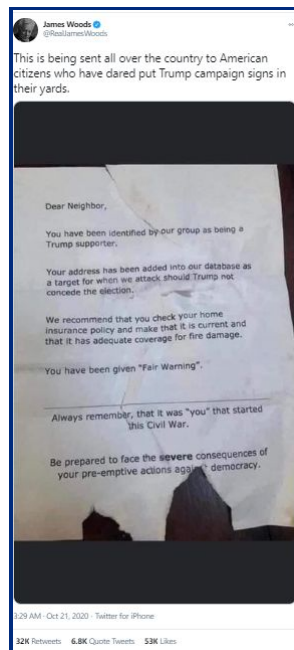 James Woods
@RealJamesWoods
This is being sent all over the country to American
citizens who have dared put Trump campaign signs in
their yards.
Dear Neighbor,
You have been identified by our group as being a
Trump supporter.
Your address has been added into our database as
a target for when we attack should Trump not
concede the election.
We recommend that you check your home
insurance policy and make that it is current and
that it has adequate coverage for fire damage.
You have been given "Fair Warning".
Always remember, that it was "you" that started
this Civil War.
Be prepared to face the severe consequences of
your pre-emptive actions against democracy.
3:29 AM · Oct 21, 2020 · Twitter for iPhone
32K Retweets 6.8K Quote Tweets 53K Likes